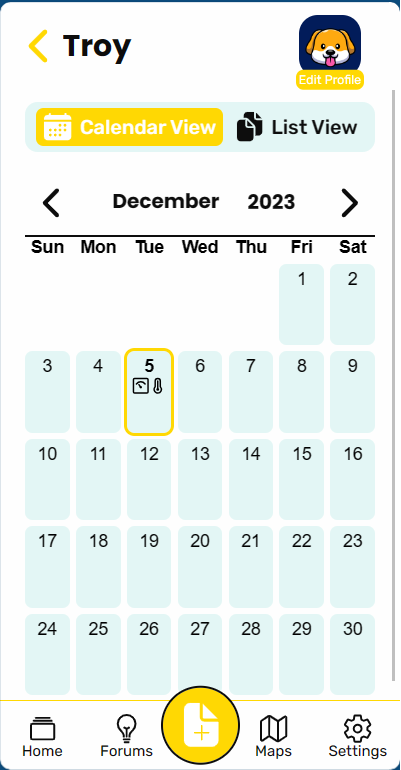 Troy
Edit Profile
Calendar View List View
December 2023
Sun Mon Tue Wed Thu Fri Sat
1 2
3 4 5 6 7 8 9
10 11 12 13 14 15 16
17 18 19 20 21 22 23
24 25 26 27 28 29 30
Home Forums Maps Settings